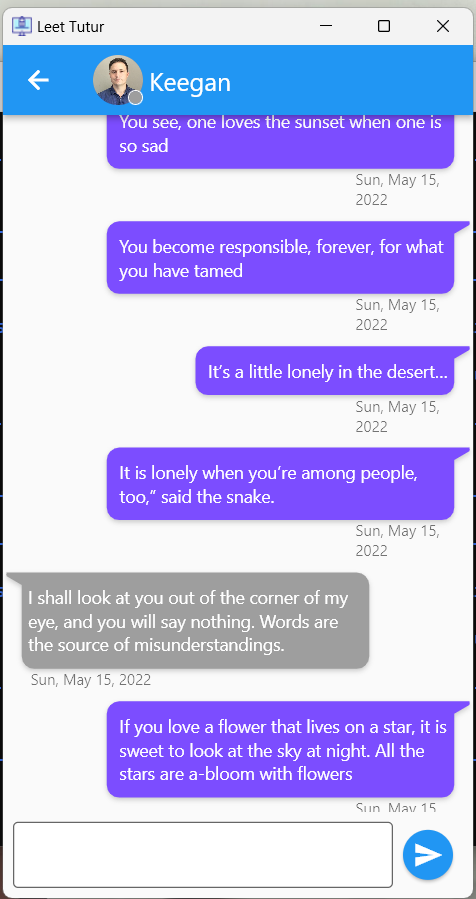 Leet Tutur
Keegan
You see, one loves the sunset when one is
so sad
Sun, May 15,
2022
You become responsible, forever, for what
you have tamed
Sun, May 15,
2022
It’s a little lonely in the desert...
Sun, May 15,
2022
It is lonely when you’re among people,
too,” said the snake.
Sun, May 15,
2022
I shall look at you out of the corner of my
eye, and you will say nothing. Words are
the source of misunderstandings.
Sun, May 15, 2022
If you love a flower that lives on a star, it is
sweet to look at the sky at night. All the
stars are a-bloom with flowers
Sun, May 15,